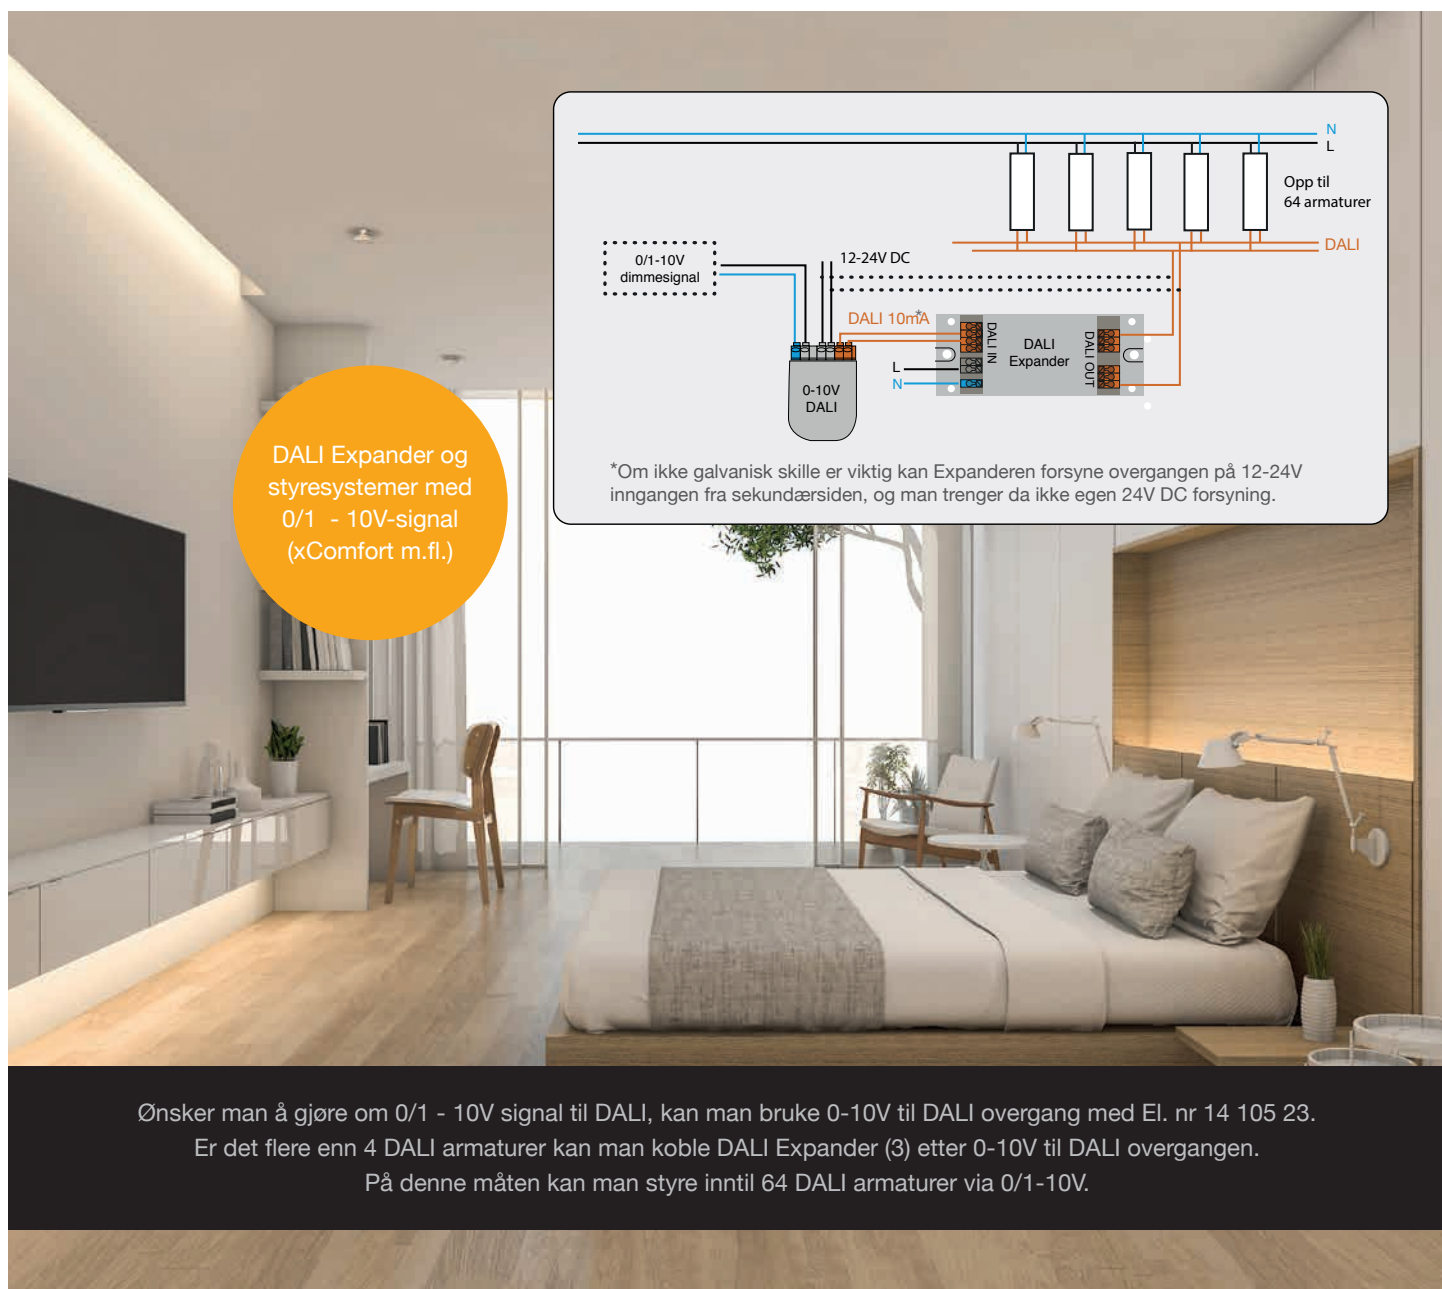 N
L
Opp til
64 armaturer
DALI
0/1-10V
dimmesignal
12-24V DC
DALI 10mA*
DALI IN
DALI
Expander
DALI OUT
L
N
0-10V
DALI
*Om ikke galvanisk skille er viktig kan Expanderen forsyne overgangen på 12-24V
inngangen fra sekundærsiden, og man trenger da ikke egen 24V DC forsyning.
DALI Expander og
styresystemer med
0/1 - 10V-signal
(xComfort m.fl.)
Ønsker man å gjøre om 0/1 - 10V signal til DALI, kan man bruke 0-10V til DALI overgang med El. nr 14 105 23.
Er det flere enn 4 DALI armaturer kan man koble DALI Expander (3) etter 0-10V til DALI overgangen.
På denne måten kan man styre inntil 64 DALI armaturer via 0/1-10V.